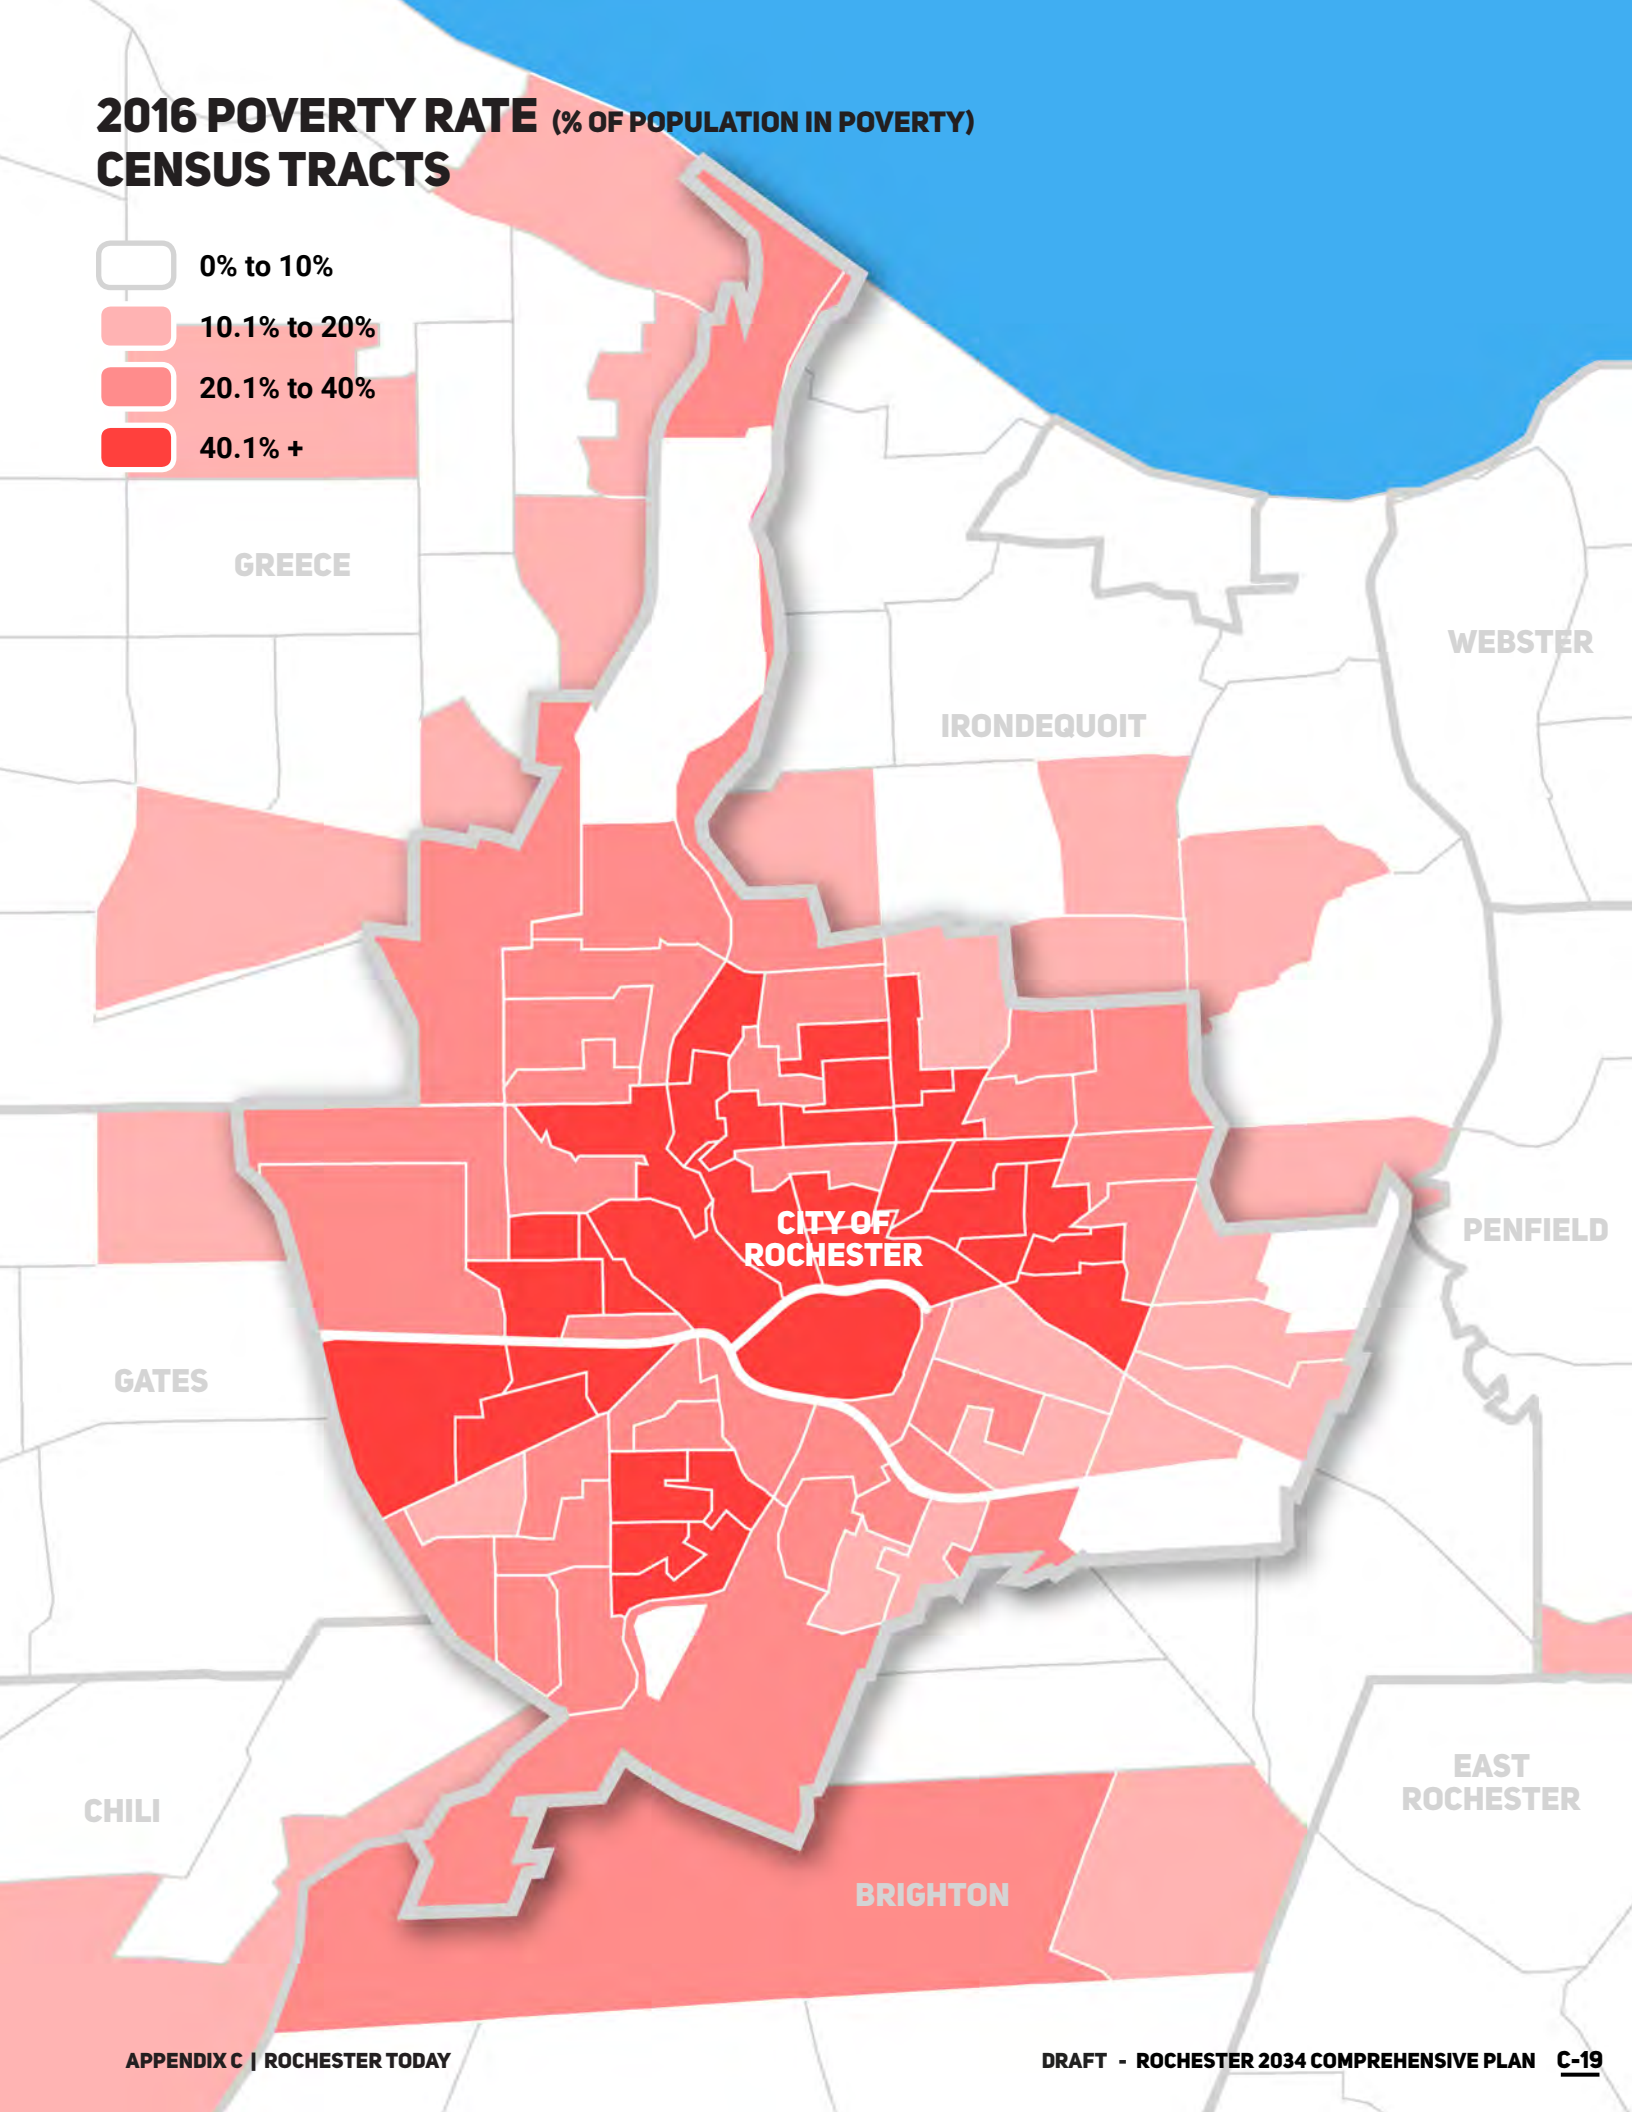 2016 POVERTY RATE (% OF POPULATION IN POVERTY)
CENSUS TRACTS
0% to 10%
10.1% to 20%
20.1% to 40%
40.1% +
GREECE
WEBSTER
IRONDEQUOIT
CITY OF
ROCHESTER
PENFIELD
GATES
EAST
ROCHESTER
CHILI
BRIGHTON
APPENDIX C | ROCHESTER TODAY
DRAFT - ROCHESTER 2034 COMPREHENSIVE PLAN C-19